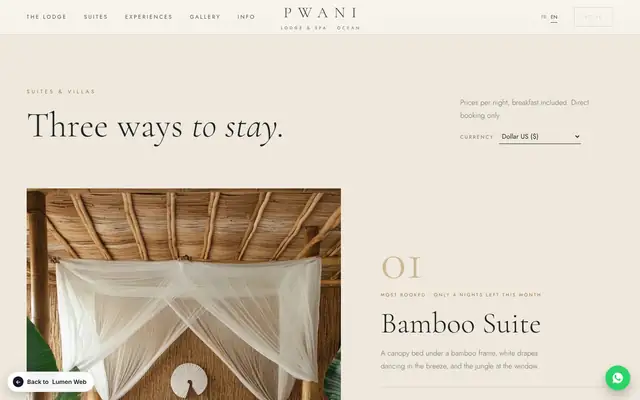 THE LODGE SUITES EXPERIENCES GALLERY INFO
PWANI
LODGE & SPA OCEAN
FR EN
SUITES & VILLAS
Three ways to stay.
Prices per night, breakfast included. Direct
booking only.
CURRENCY Dollar US ($)
01
MOST BOOKED · ONLY 4 NIGHTS LEFT THIS MONTH
Bamboo Suite
A canopy bed under a bamboo frame, white drapes
dancing in the breeze, and the jungle at the window.
Back to Lumen Web